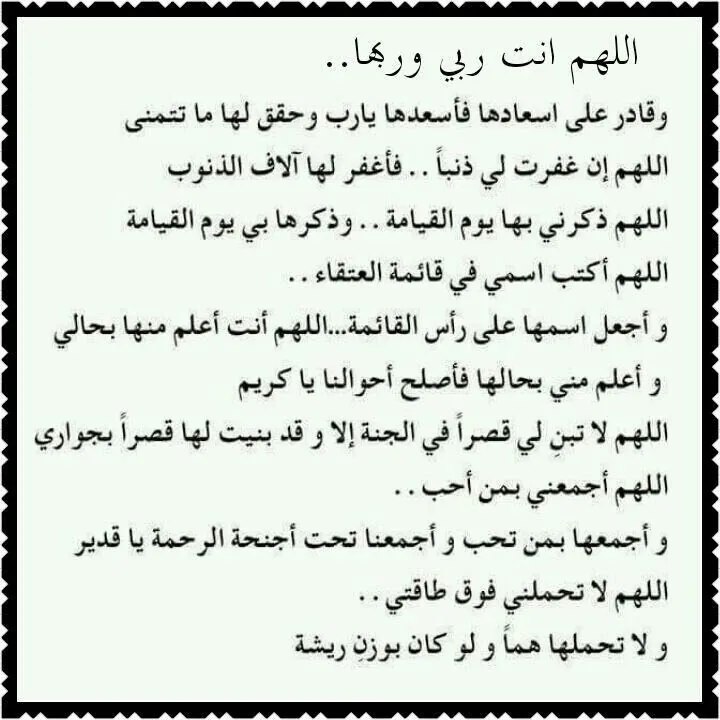 اللهم انت ربي وربها..
وقادر على اسعادها فأسعدها يارب وحقق لها ما تتمنى
اللهم إن غفرت لي ذنباً . . فأغفر لها آلاف الذنوب
اللهم ذكرني بها يوم القيامة . . وذكرها بي يوم القيامة
اللهم أكتب اسمي في قائمة العتقاء . .
و أجعل اسمها على رأس القائمة...اللهم أنت أعلم منها بحالي
و أعلم مني بحالها فأصلح أحوالنا يا كريم
اللهم لا تبنِ لي قصراً في الجنة إلا و قد بنيت لها قصراً بجواري
اللهم أجمعني بمن أحب . .
و أجمعها بمن تحب و أجمعنا تحت أجنحة الرحمة يا قدير
اللهم لا تحملني فوق طاقتي . .
و لا تحملها هماً و لو كان بوزنِ ريشة